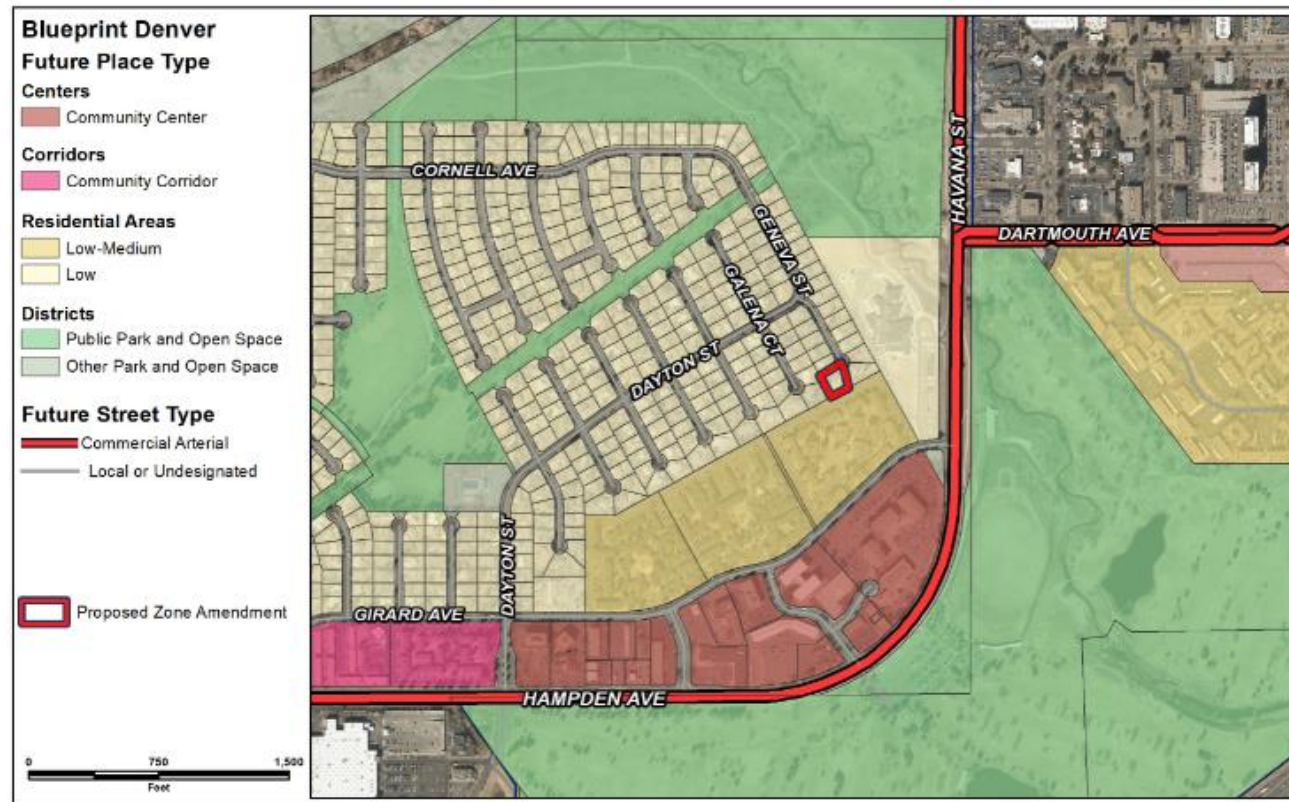 Blueprint Denver
Future Place Type
Centers
Community Center
Corridors
Community Corridor
Residential Areas
Low-Medium
Low
Districts
Public Park and Open Space
Other Park and Open Space
Future Street Type
Commercial Arterial
Local or Undesignated
Proposed Zone Amendment
0 750 1,500
Feet
CORNELL AVE
HAVANA ST
DARTMOUTH AVE
GENEVA ST
GALENA CT
DAYTON ST
DAYTON ST
GIRARD AVE
HAMPDEN AVE